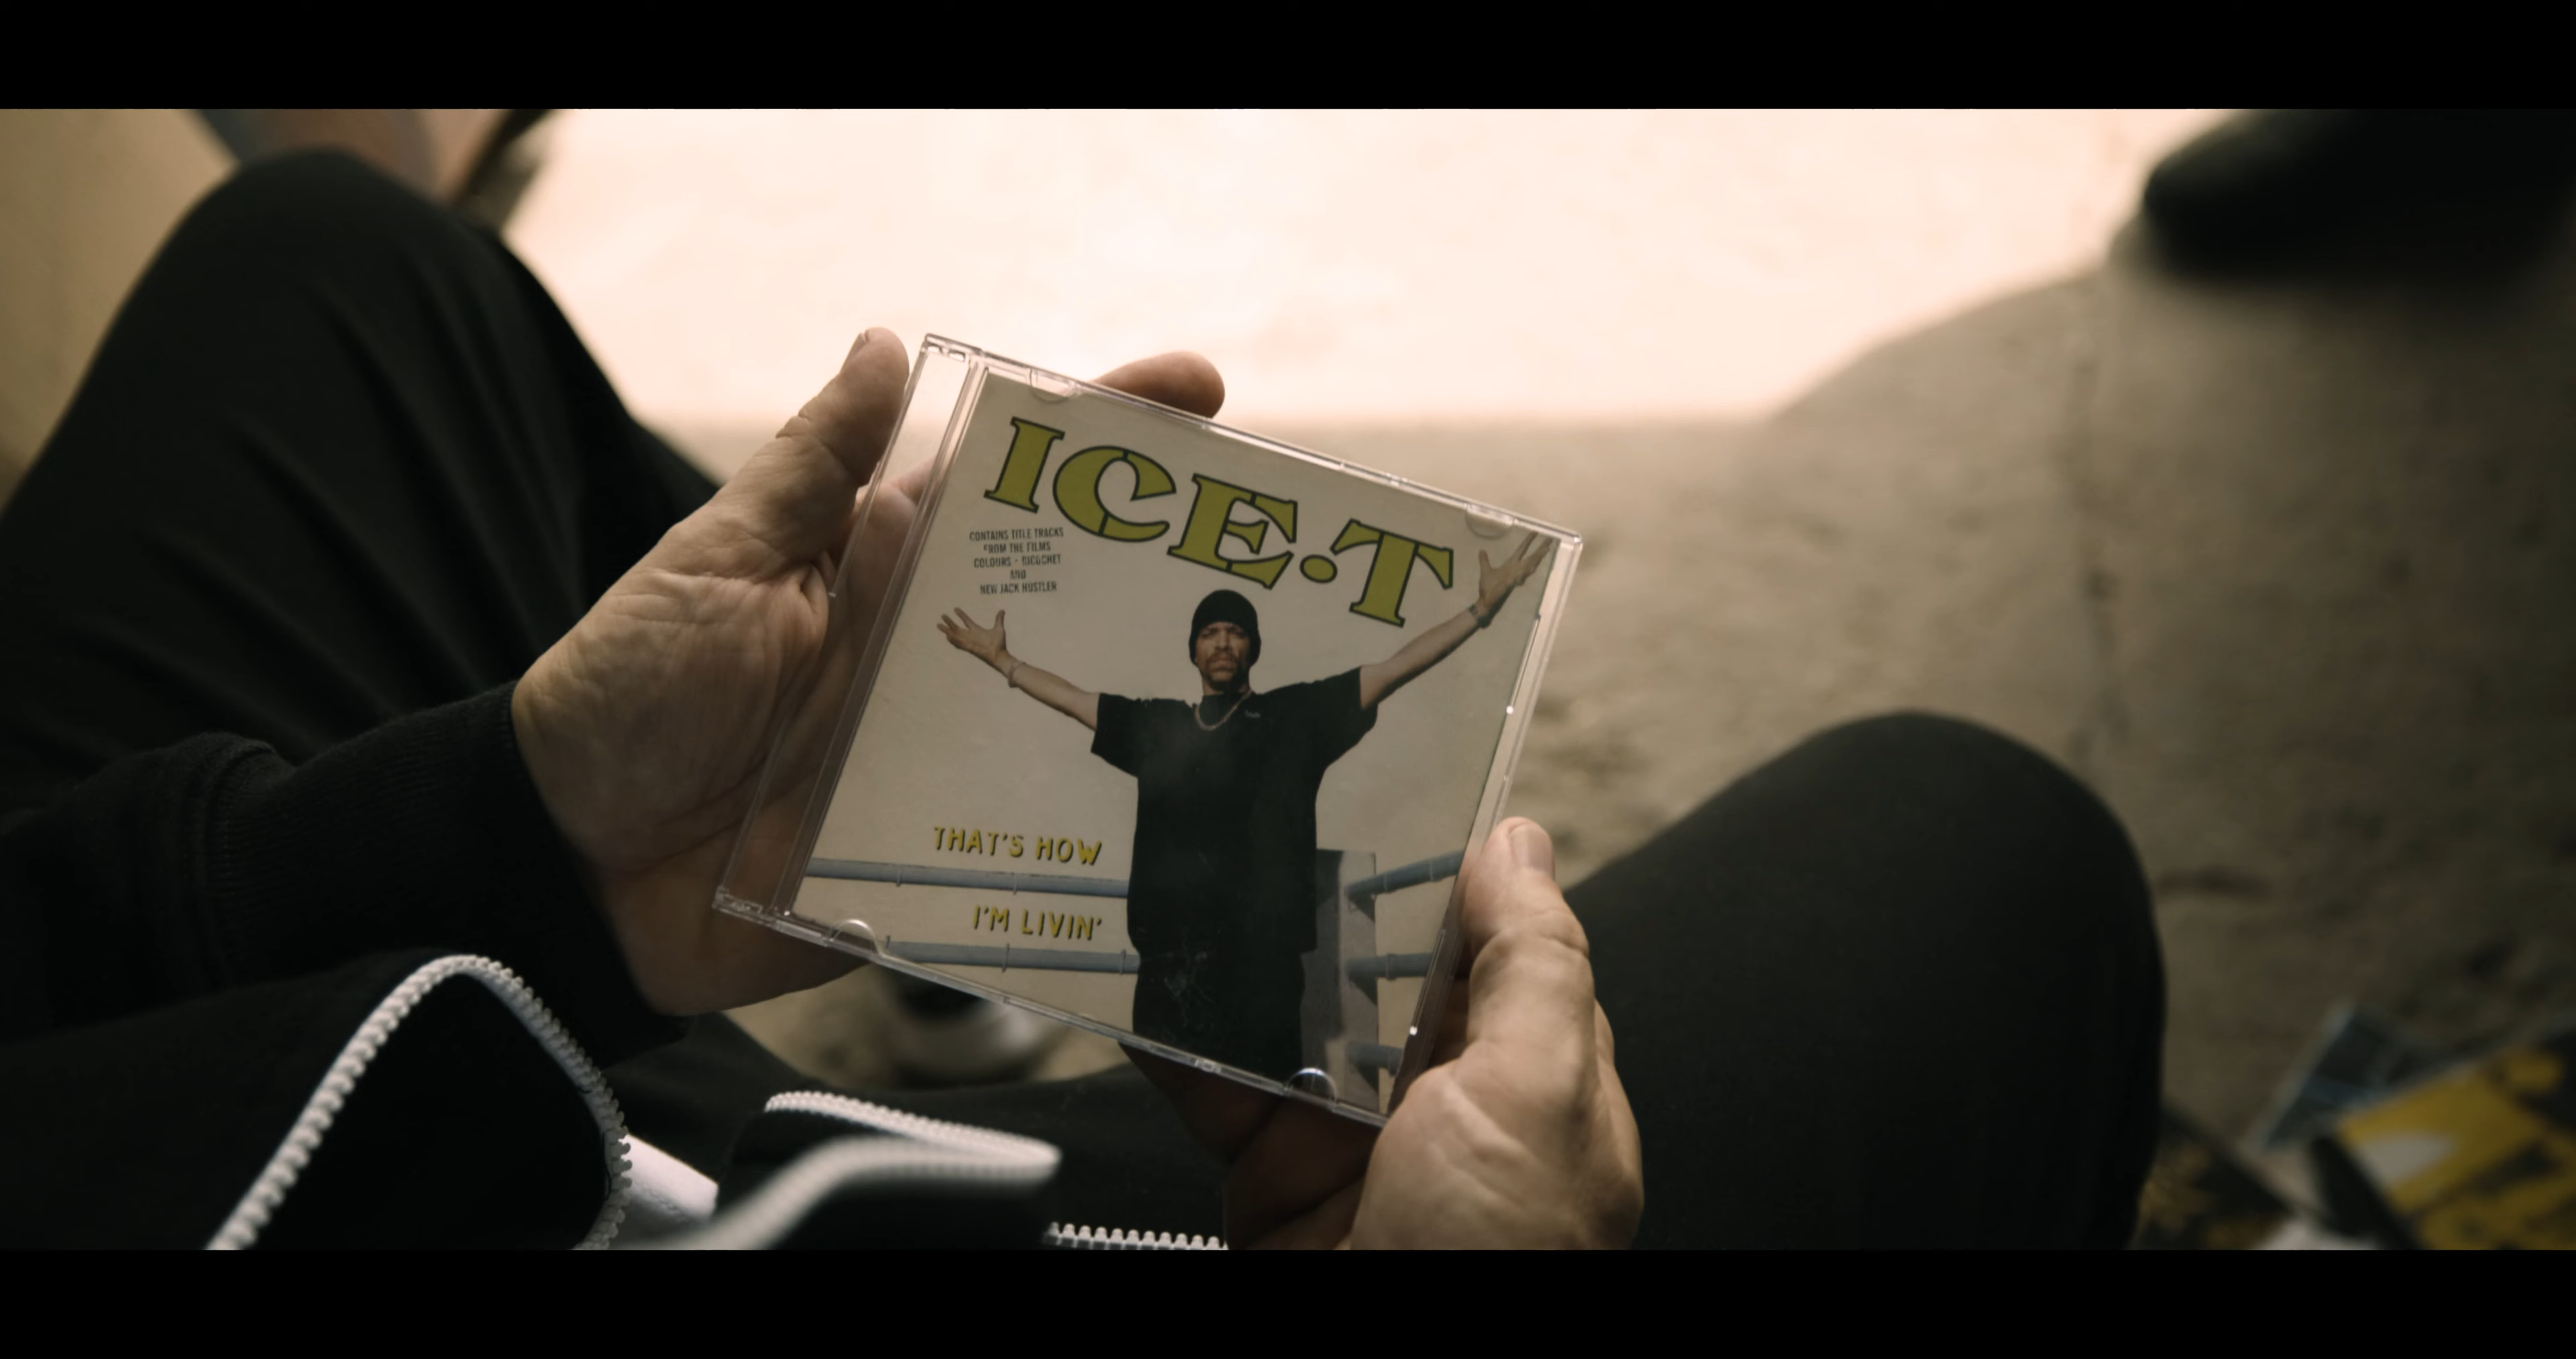 ICE·T
CONTAINS TITLE TRACKS
FROM THE FILMS
COLOURS - RICOCHET
AND
NEW JACK HUSTLER
THAT'S HOW
I'M LIVIN'